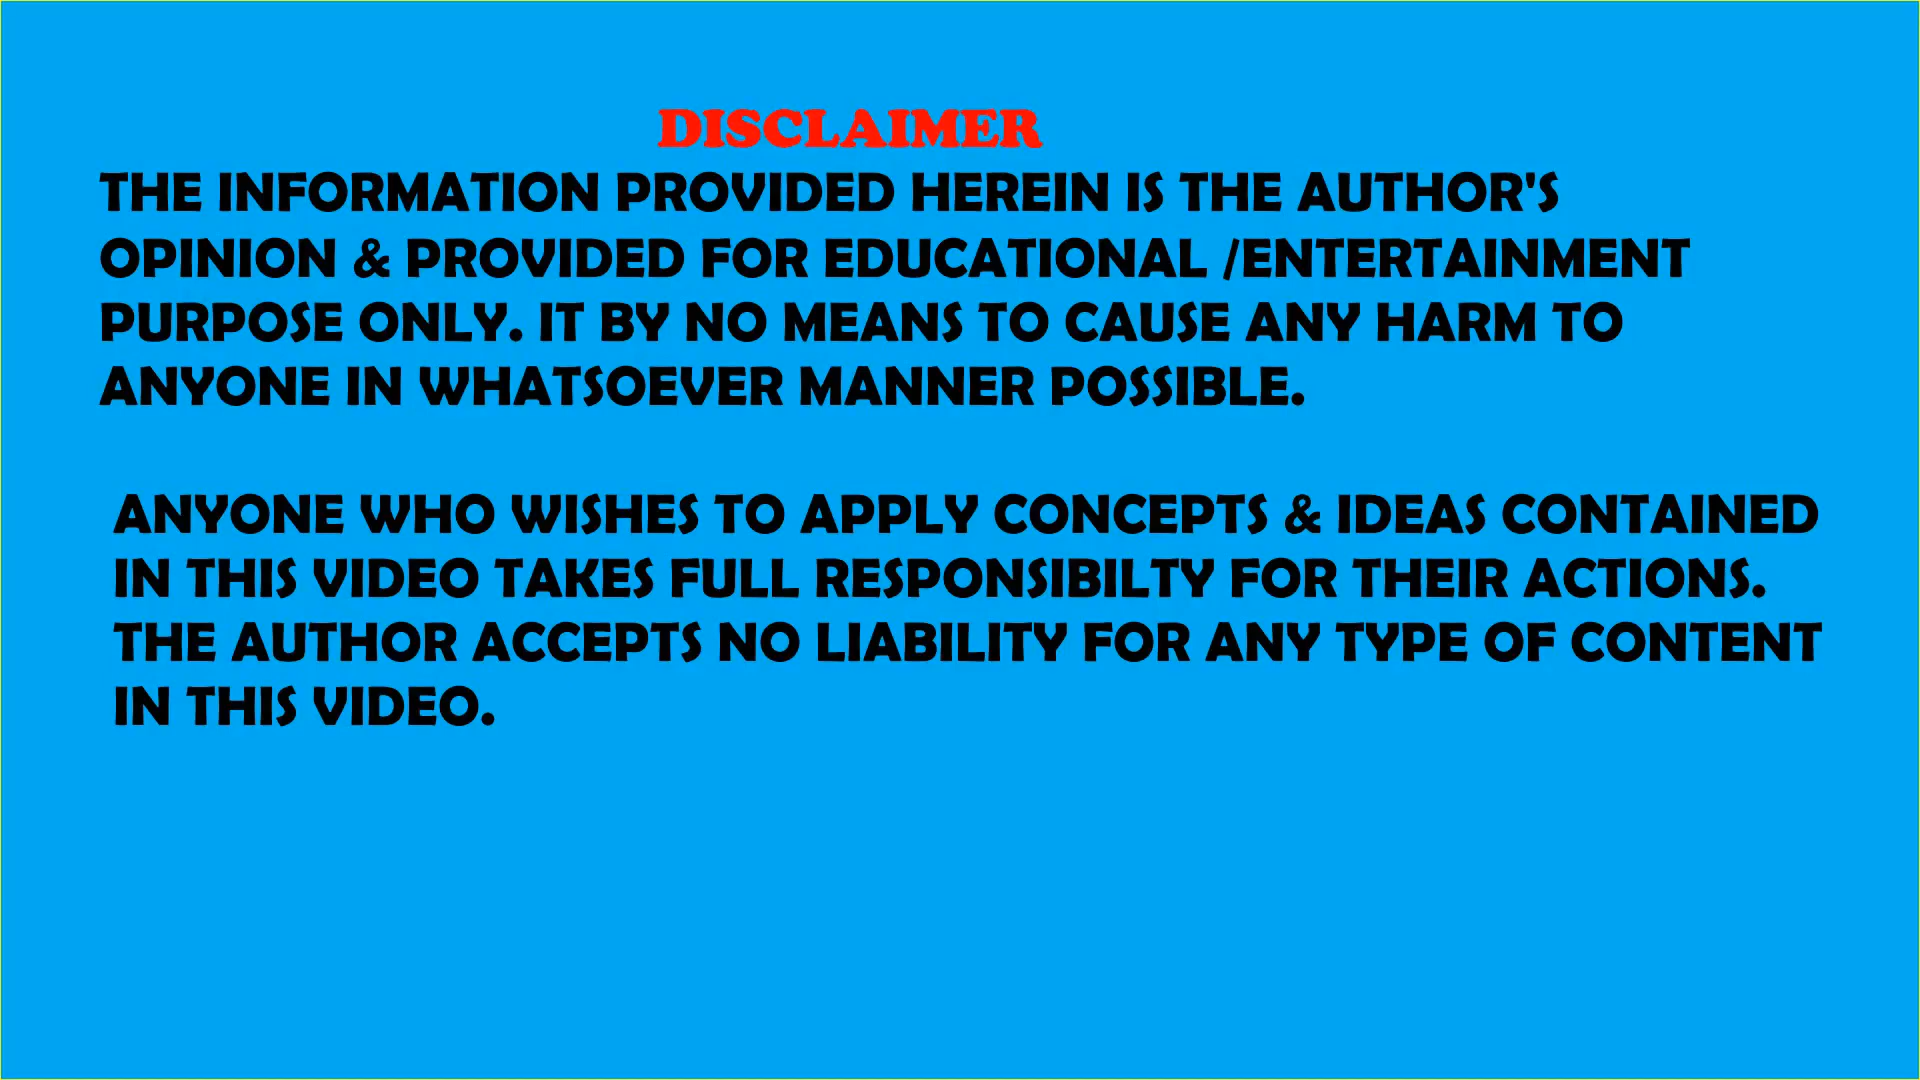 DISCLAIMER
THE INFORMATION PROVIDED HEREIN IS THE AUTHOR'S
OPINION & PROVIDED FOR EDUCATIONAL /ENTERTAINMENT
PURPOSE ONLY. IT BY NO MEANS TO CAUSE ANY HARM TO
ANYONE IN WHATSOEVER MANNER POSSIBLE.
ANYONE WHO WISHES TO APPLY CONCEPTS & IDEAS CONTAINED
IN THIS VIDEO TAKES FULL RESPONSIBILTY FOR THEIR ACTIONS.
THE AUTHOR ACCEPTS NO LIABILITY FOR ANY TYPE OF CONTENT
IN THIS VIDEO.